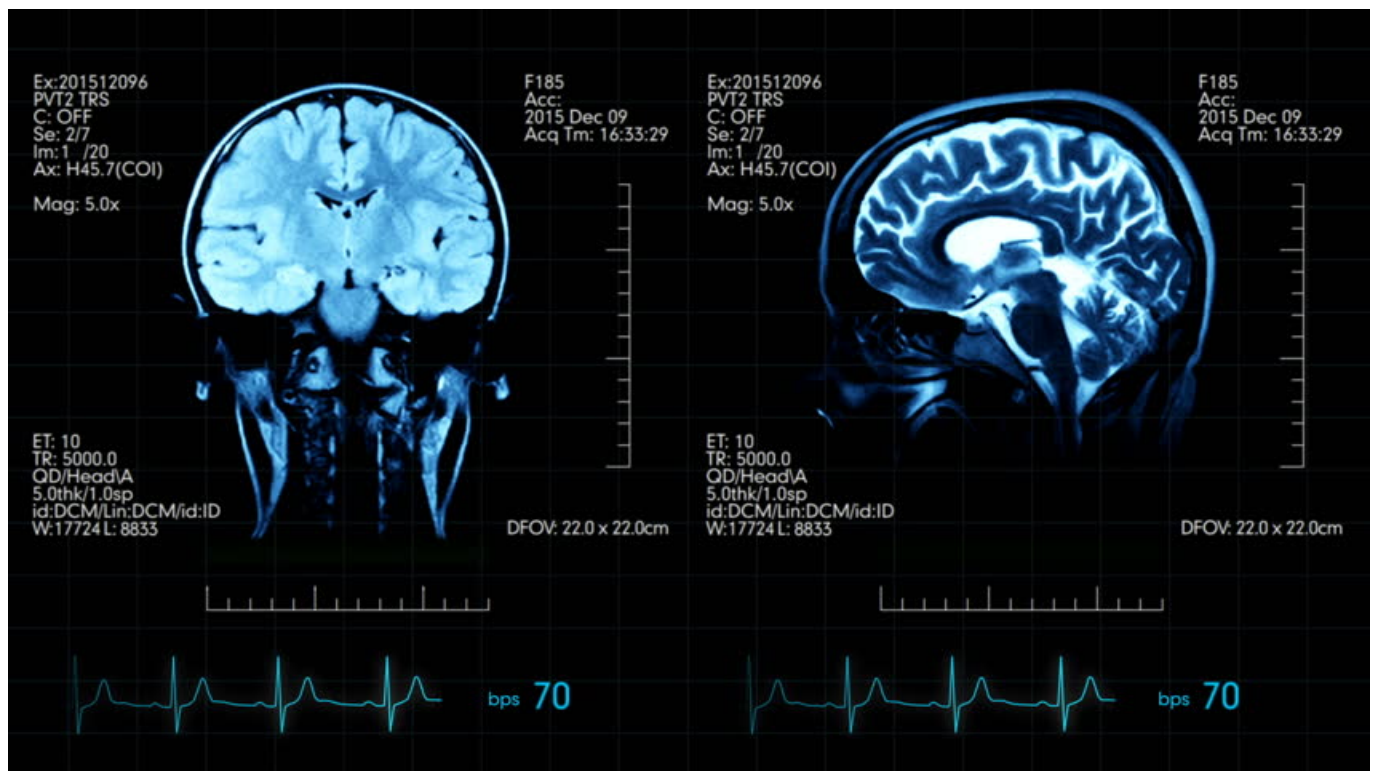 Ex:201512096
PVT2 TRS
C: OFF
Se: 2/7
Im: 1 /20
Ax: H45.7(COI)
Mag: 5.0x
F185
Acc:
2015 Dec 09
Acq Tm: 16:33:29
ET: 10
TR: 5000.0
QD/Head\A
5.0thk/1.0sp
id:DCM/Lin:DCM/id:ID
W:17724 L: 8833
DFOV: 22.0 x 22.0cm
bps 70
Ex:201512096
PVT2 TRS
C: OFF
Se: 2/7
Im: 1 /20
Ax: H45.7(COI)
Mag: 5.0x
F185
Acc:
2015 Dec 09
Acq Tm: 16:33:29
ET: 10
TR: 5000.0
QD/Head\A
5.0thk/1.0sp
id:DCM/Lin:DCM/id:ID
W:17724 L: 8833
DFOV: 22.0 x 22.0cm
bps 70